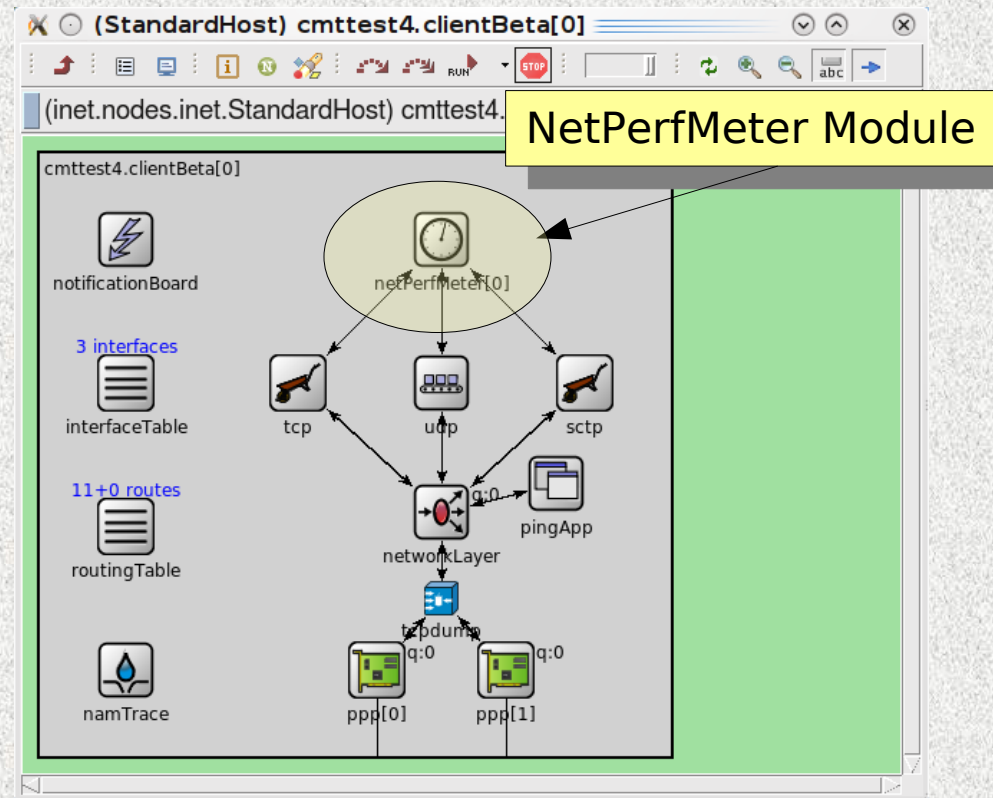 (StandardHost) cmttest4.clientBeta[0]
RUN
STOP
abc
(inet.nodes.inet.StandardHost) cmttest4.
NetPerfMeter Module
cmttest4.clientBeta[0]
notificationBoard
netPerfMeter[0]
3 interfaces
interfaceTable
tcp
udp
sctp
11+0 routes
q:0
pingApp
routingTable
networkLayer
tcpdump
q:0
q:0
namTrace
ppp[0]
ppp[1]